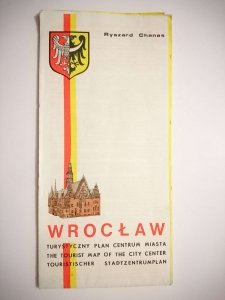 Ryszard Chanas
WROCŁAW
TURYSTYCZNY PLAN CENTRUM MIASTA
THE TOURIST MAP OF THE CITY CENTER
TOURISTISCHER STADTZENTRUMPLAN